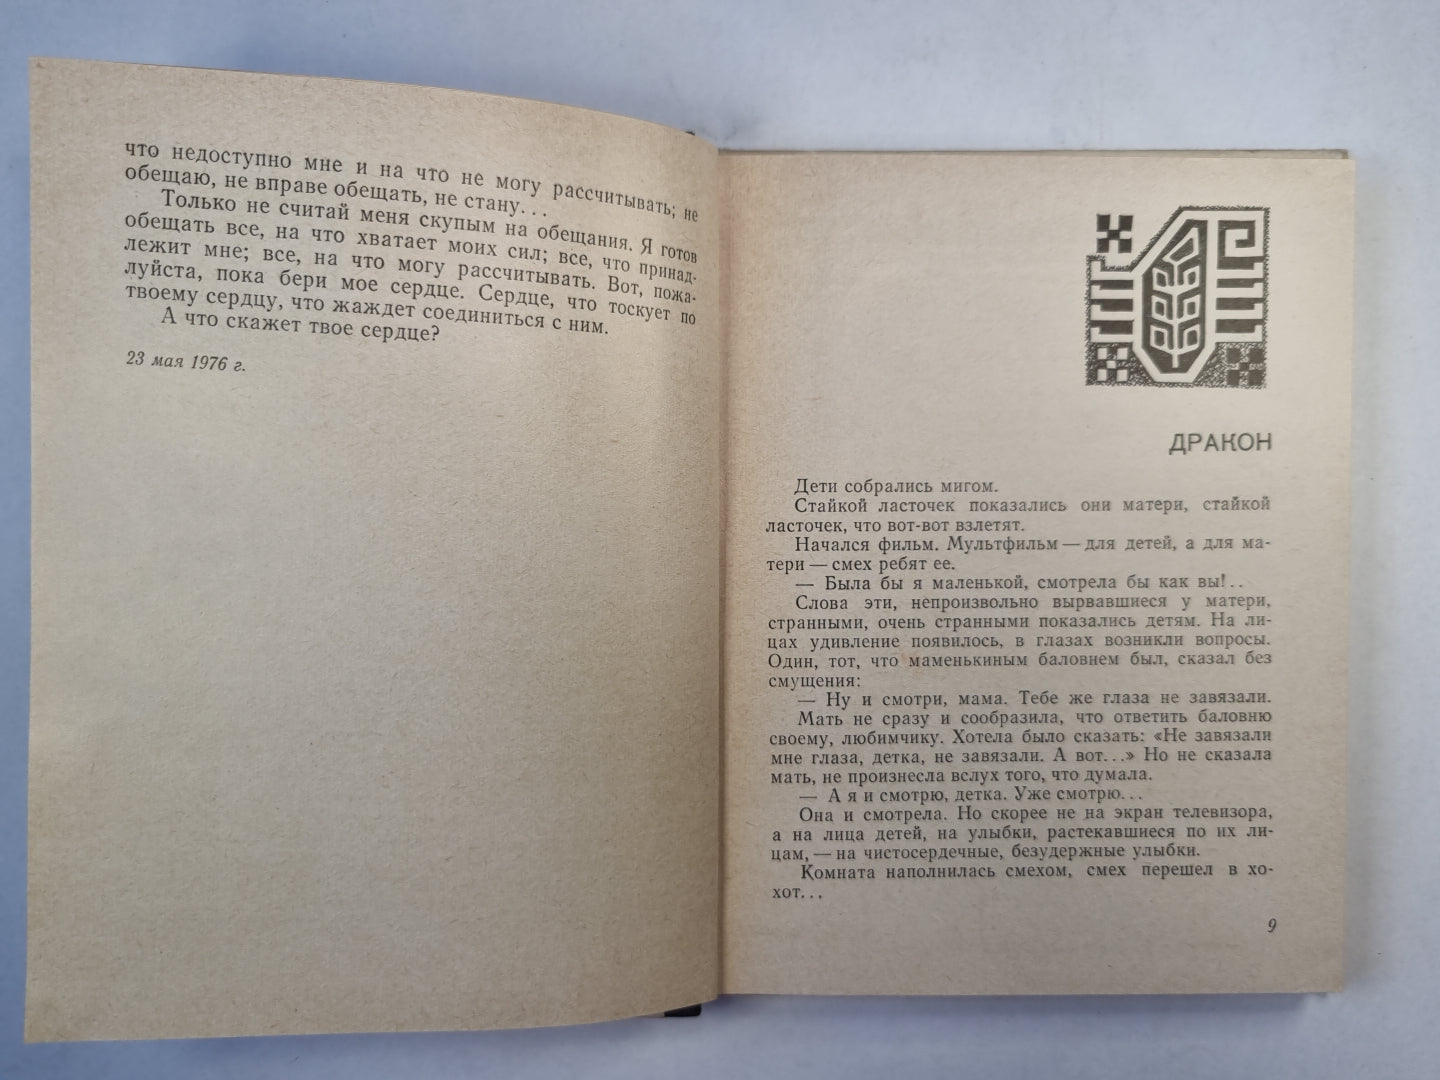 что недоступно мне и на что не могу рассчитывать; не
обещаю, не вправе обещать, не стану...
Только не считай меня скупым на обещания. Я готов
обещать все, на что хватает моих сил; все, что принад-
лежит мне; все, на что могу рассчитывать. Вот, пожа-
луйста, пока бери мое сердце. Сердце, что тоскует по
твоему сердцу, что жаждет соединиться с ним.
А что скажет твое сердце?
23 мая 1976 г.
ДРАКОН
Дети собрались мигом.
Стайкой ласточек показались они матери, стайкой
ласточек, что вот-вот взлетят.
Начался фильм. Мультфильм — для детей, а для ма-
тери — смех ребят ее.
— Была бы я маленькой, смотрела бы как вы!..
Слова эти, непроизвольно вырвавшиеся у матери,
странными, очень странными показались детям. На ли-
цах удивление появилось, в глазах возникли вопросы.
Один, тот, что маменькиным баловнем был, сказал без
смущения:
— Ну и смотри, мама. Тебе же глаза не завязали.
Мать не сразу и сообразила, что ответить баловню
своему, любимчику. Хотела было сказать: «Не завязали
мне глаза, детка, не завязали. А вот...» Но не сказала
мать, не произнесла вслух того, что думала.
— А я и смотрю, детка. Уже смотрю...
Она и смотрела. Но скорее не на экран телевизора,
а на лица детей, на улыбки, растекавшиеся по их ли-
цам, — на чистосердечные, безудержные улыбки.
Комната наполнилась смехом, смех перешел в хо-
хот...
9